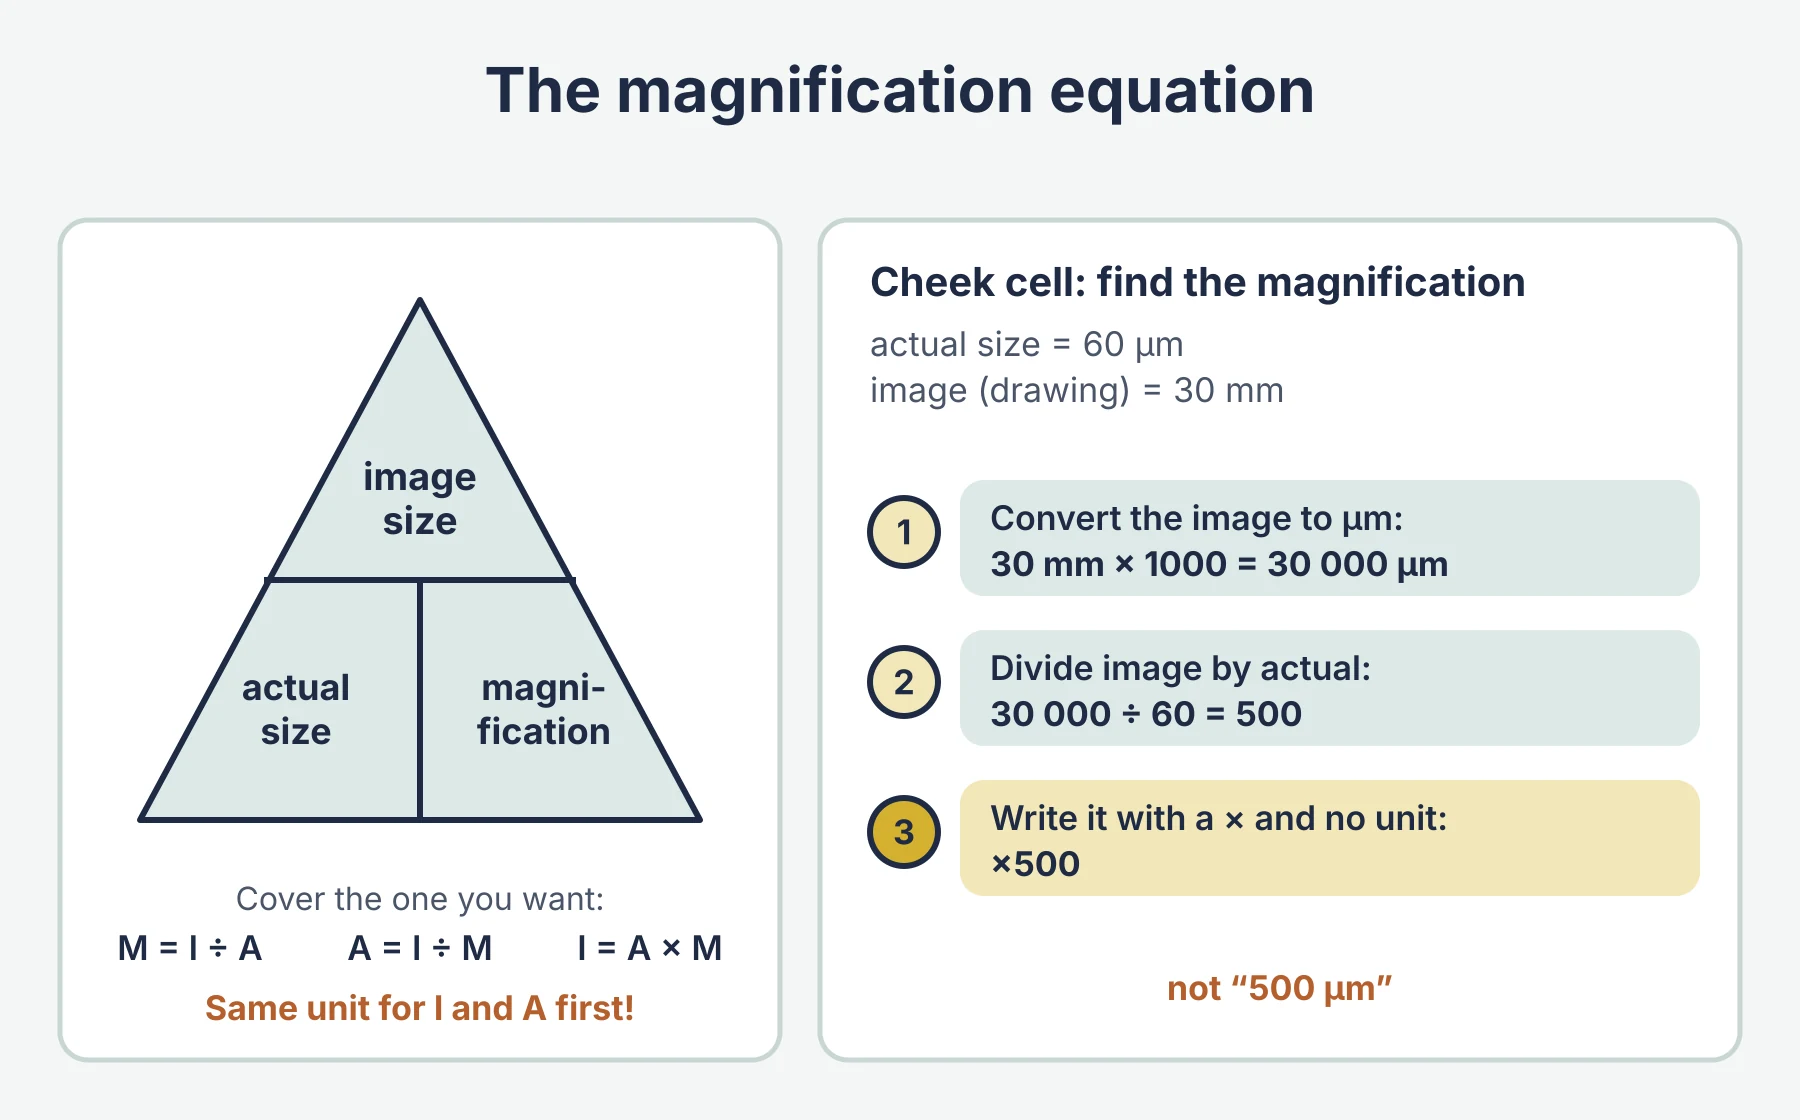 The magnification equation
image
size
actual
size
magni-
fication
Cover the one you want:
M = I ÷ A A = I ÷ M I = A × M
Same unit for I and A first!
Cheek cell: find the magnification
actual size = 60 µm
image (drawing) = 30 mm
1
Convert the image to µm:
30 mm × 1000 = 30 000 µm
2
Divide image by actual:
30 000 ÷ 60 = 500
3
Write it with a × and no unit:
×500
not “500 µm”